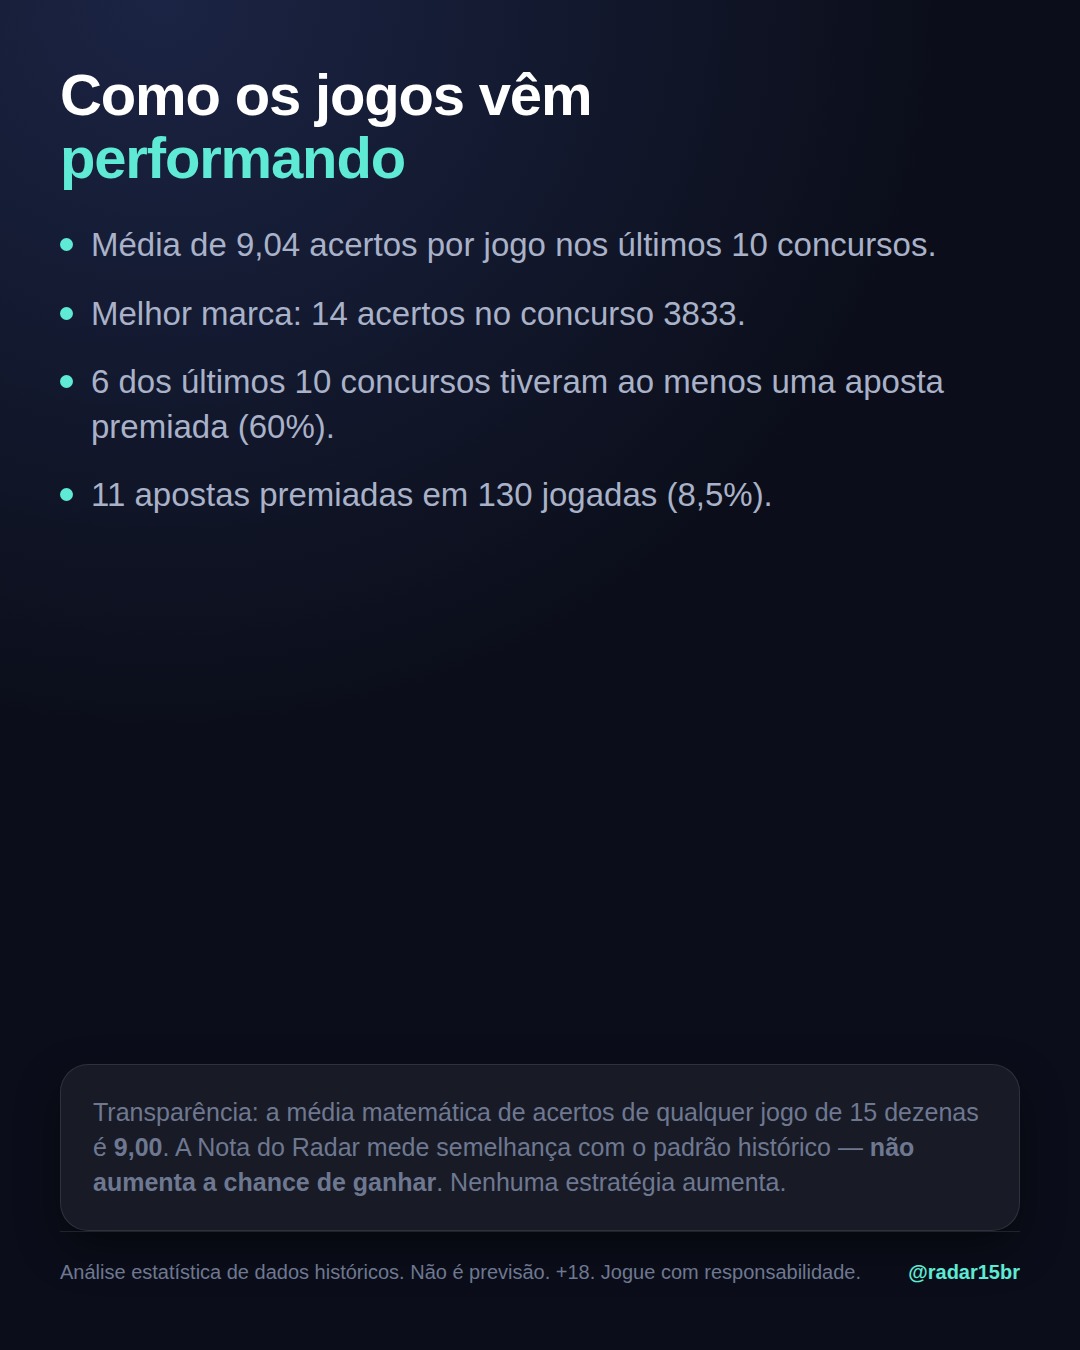 Como os jogos vêm
performando
Média de 9,04 acertos por jogo nos últimos 10 concursos.
Melhor marca: 14 acertos no concurso 3833.
6 dos últimos 10 concursos tiveram ao menos uma aposta
premiada (60%).
11 apostas premiadas em 130 jogadas (8,5%).
Transparência: a média matemática de acertos de qualquer jogo de 15 dezenas
é 9,00. A Nota do Radar mede semelhança com o padrão histórico — não
aumenta a chance de ganhar. Nenhuma estratégia aumenta.
Análise estatística de dados históricos. Não é previsão. +18. Jogue com responsabilidade. @radar15br